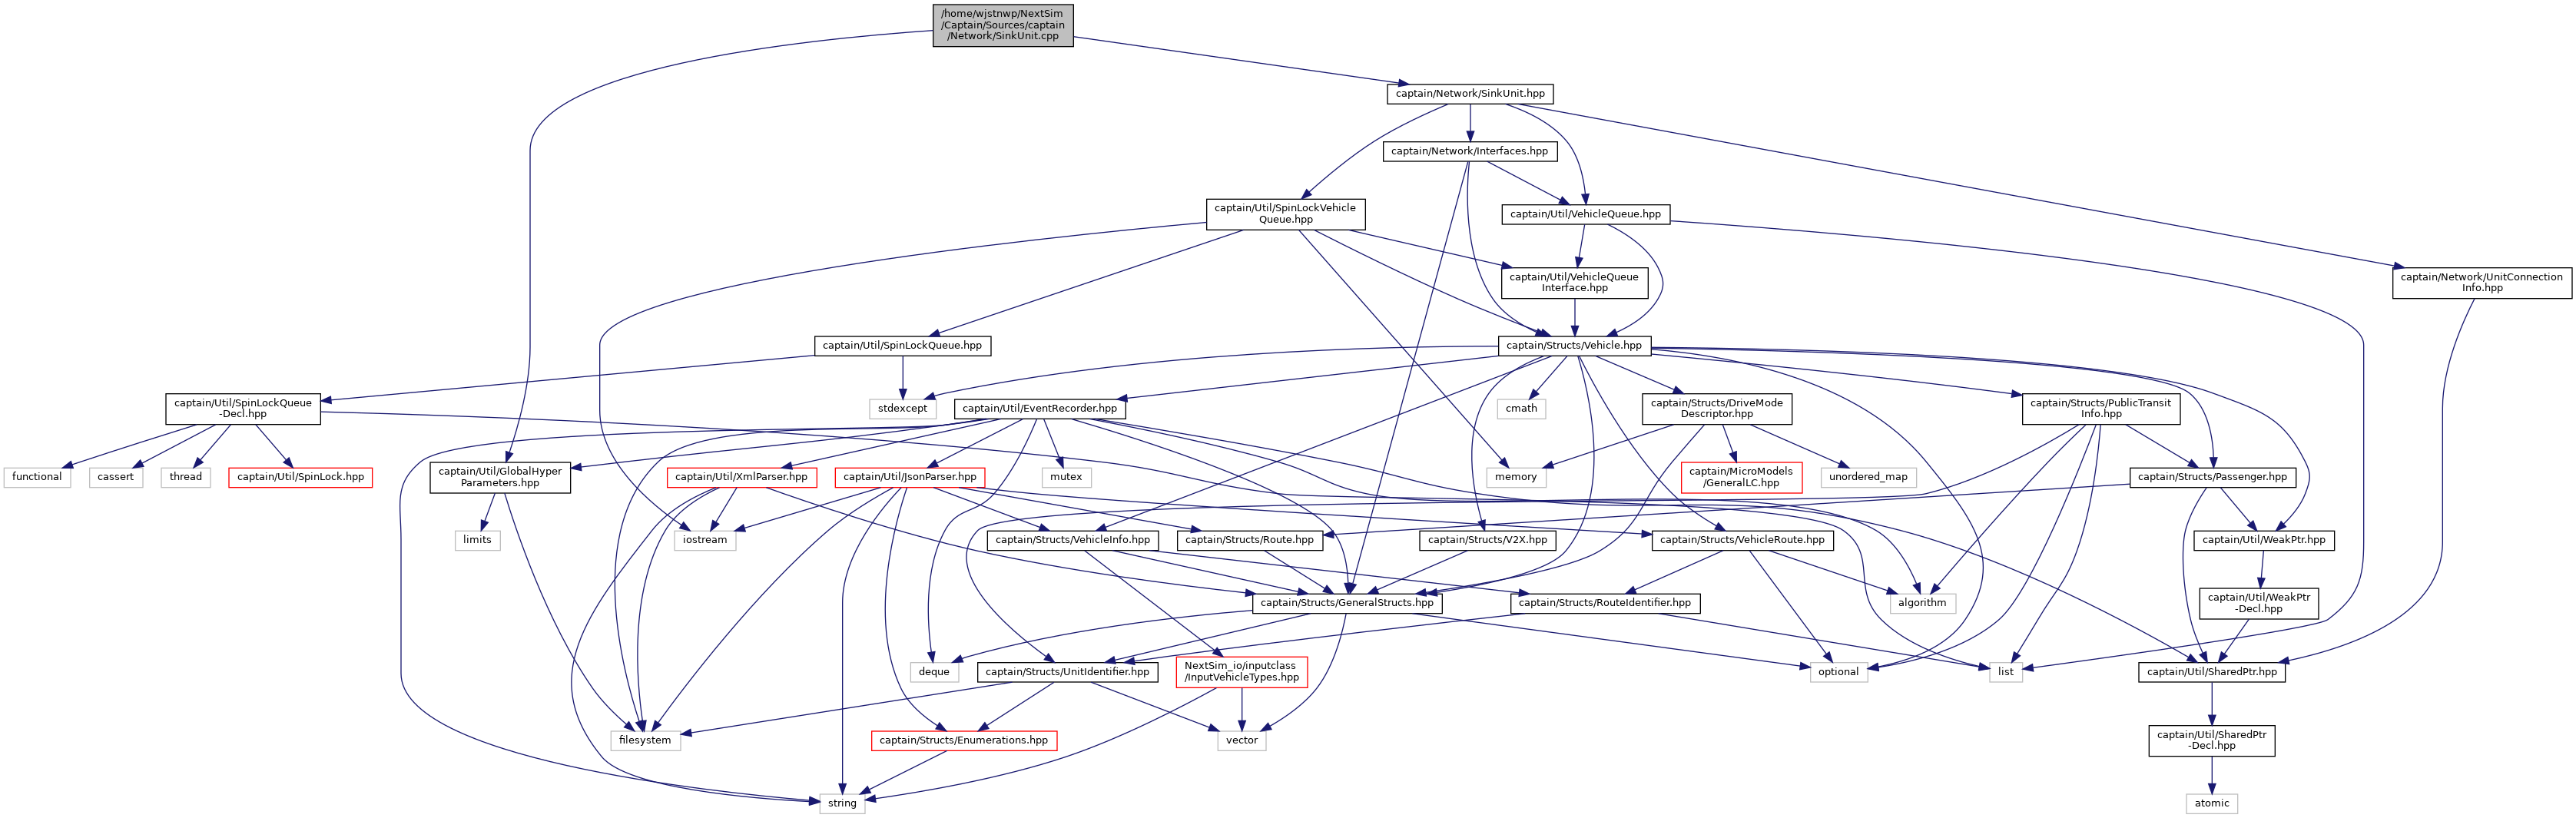 /home/wjstnwp/NextSim
/Captain/Sources/captain
/Network/SinkUnit.cpp
captain/Network/SinkUnit.hpp
captain/Network/Interfaces.hpp
captain/Util/SpinLockVehicle
Queue.hpp
captain/Util/VehicleQueue.hpp
captain/Util/VehicleQueue
Interface.hpp
captain/Network/UnitConnection
Info.hpp
captain/Util/SpinLockQueue.hpp
captain/Structs/Vehicle.hpp
captain/Util/SpinLockQueue
-Decl.hpp
stdexcept
captain/Util/EventRecorder.hpp
cmath
captain/Structs/DriveMode
Descriptor.hpp
captain/Structs/PublicTransit
Info.hpp
functional
cassert
thread
captain/Util/SpinLock.hpp
captain/Util/GlobalHyper
Parameters.hpp
captain/Util/XmlParser.hpp
captain/Util/JsonParser.hpp
mutex
memory
captain/MicroModels
/GeneralLC.hpp
unordered_map
captain/Structs/Passenger.hpp
limits
iostream
captain/Structs/VehicleInfo.hpp
captain/Structs/Route.hpp
captain/Structs/V2X.hpp
captain/Structs/VehicleRoute.hpp
captain/Util/WeakPtr.hpp
captain/Structs/GeneralStructs.hpp
captain/Structs/RouteIdentifier.hpp
algorithm
captain/Util/WeakPtr
-Decl.hpp
deque
captain/Structs/UnitIdentifier.hpp
NextSim_io/inputclass
/InputVehicleTypes.hpp
optional
list
captain/Util/SharedPtr.hpp
filesystem
captain/Structs/Enumerations.hpp
vector
captain/Util/SharedPtr
-Decl.hpp
string
atomic